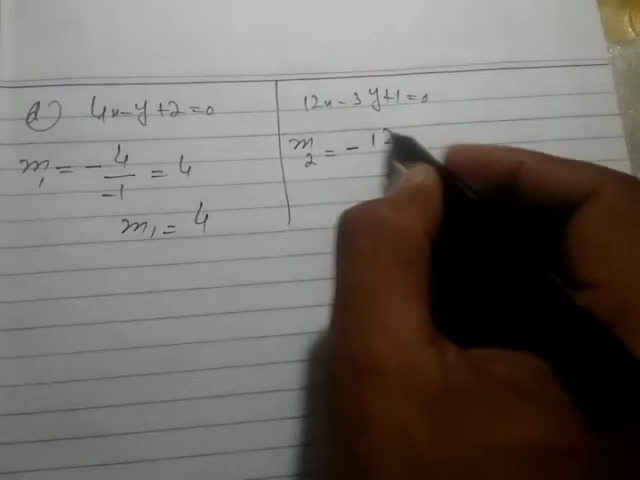 d) 4x-y+2=0
m₁ = - 4/-1 = 4
m₁ = 4
12x-3y+1=0
m₂ = - 12